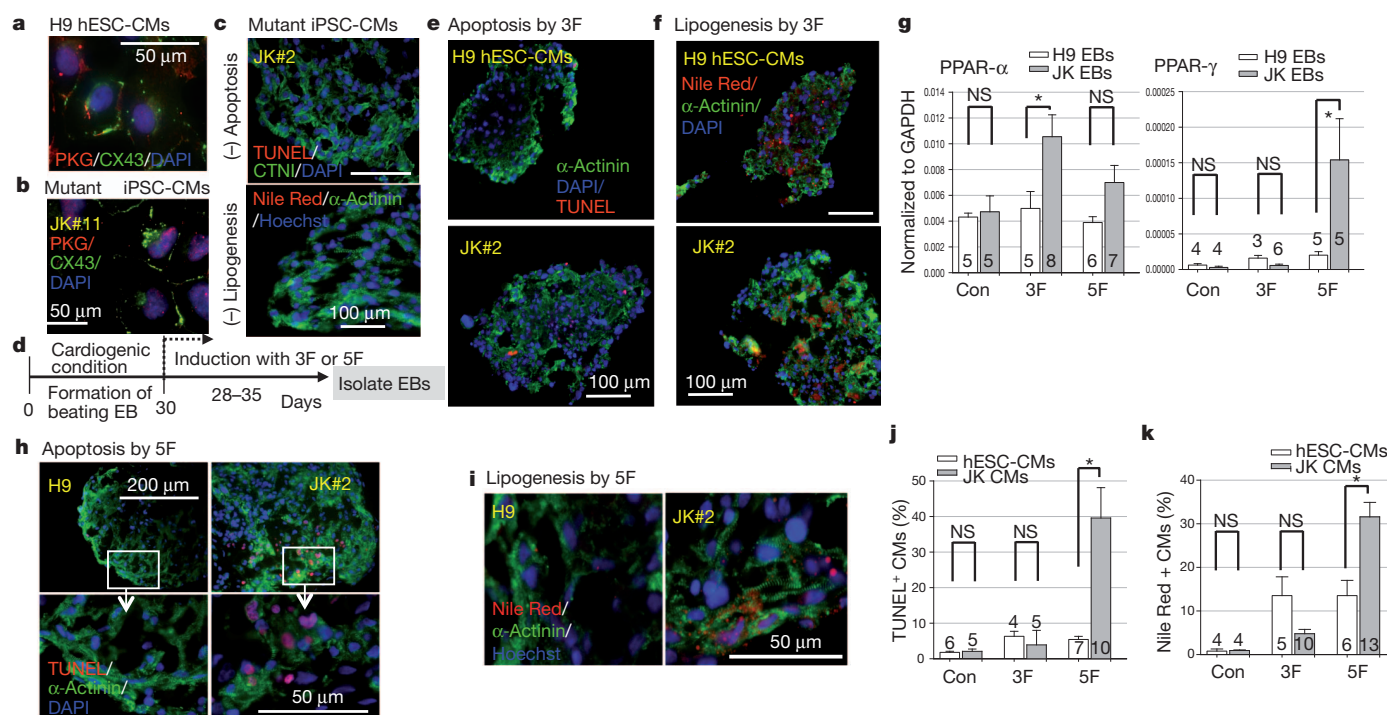 a H9 hESC-CMs
50 μm
PKG/CX43/DAPI
b Mutant iPSC-CMs
JK#11
PKG/
CX43/
DAPI
50 μm
c Mutant iPSC-CMs
(–) Apoptosis
JK#2
TUNEL/
CTNI/DAPI
(–) Lipogenesis
Nile Red/α-Actinin
/Hoechst
100 μm
d
Cardiogenic
condition
Induction with 3F or 5F
Formation of
beating EB
0
30
28–35
Days
Isolate EBs
e Apoptosis by 3F
H9 hESC-CMs
α-Actinin
DAPI/
TUNEL
JK#2
100 μm
f Lipogenesis by 3F
H9 hESC-CMs
Nile Red/
α-Actinin/
DAPI
JK#2
100 μm
g
H9 EBs
JK EBs
PPAR-α
Normalized to GAPDH
0.014
0.012
0.010
0.008
0.006
0.004
0.002
0.000
NS
*
NS
5 5
5 8
6 7
Con 3F 5F
H9 EBs
JK EBs
PPAR-γ
0.00025
0.00020
0.00015
0.00010
0.00005
0.00000
NS
NS
*
4 4
3 6
5 5
Con 3F 5F
h Apoptosis by 5F
H9
200 μm
JK#2
TUNEL/
α-Actinin/
DAPI
50 μm
i Lipogenesis by 5F
H9
Nile Red/
α-Actinin/
Hoechst
JK#2
50 μm
j
hESC-CMs
JK CMs
TUNEL+ CMs (%)
50
40
30
20
10
0
NS
NS
*
6 5
4 5
7 10
Con 3F 5F
k
hESC-CMs
JK CMs
Nile Red + CMs (%)
40
30
20
10
0
NS
NS
*
4 4
5 10
6 13
Con 3F 5F